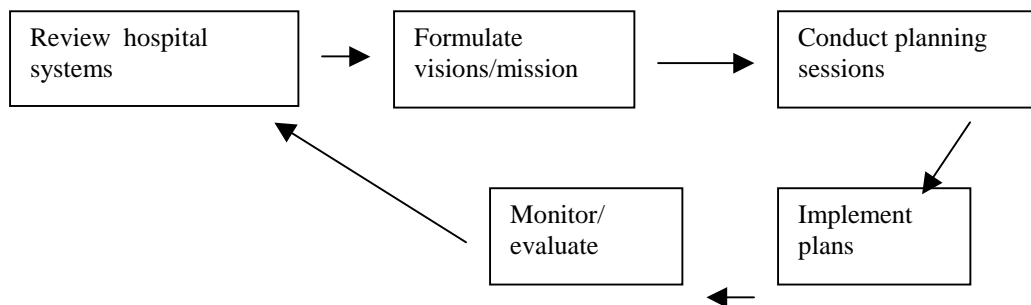 Review hospital
systems
Formulate
visions/mission
Conduct planning
sessions
Monitor/
evaluate
Implement
plans